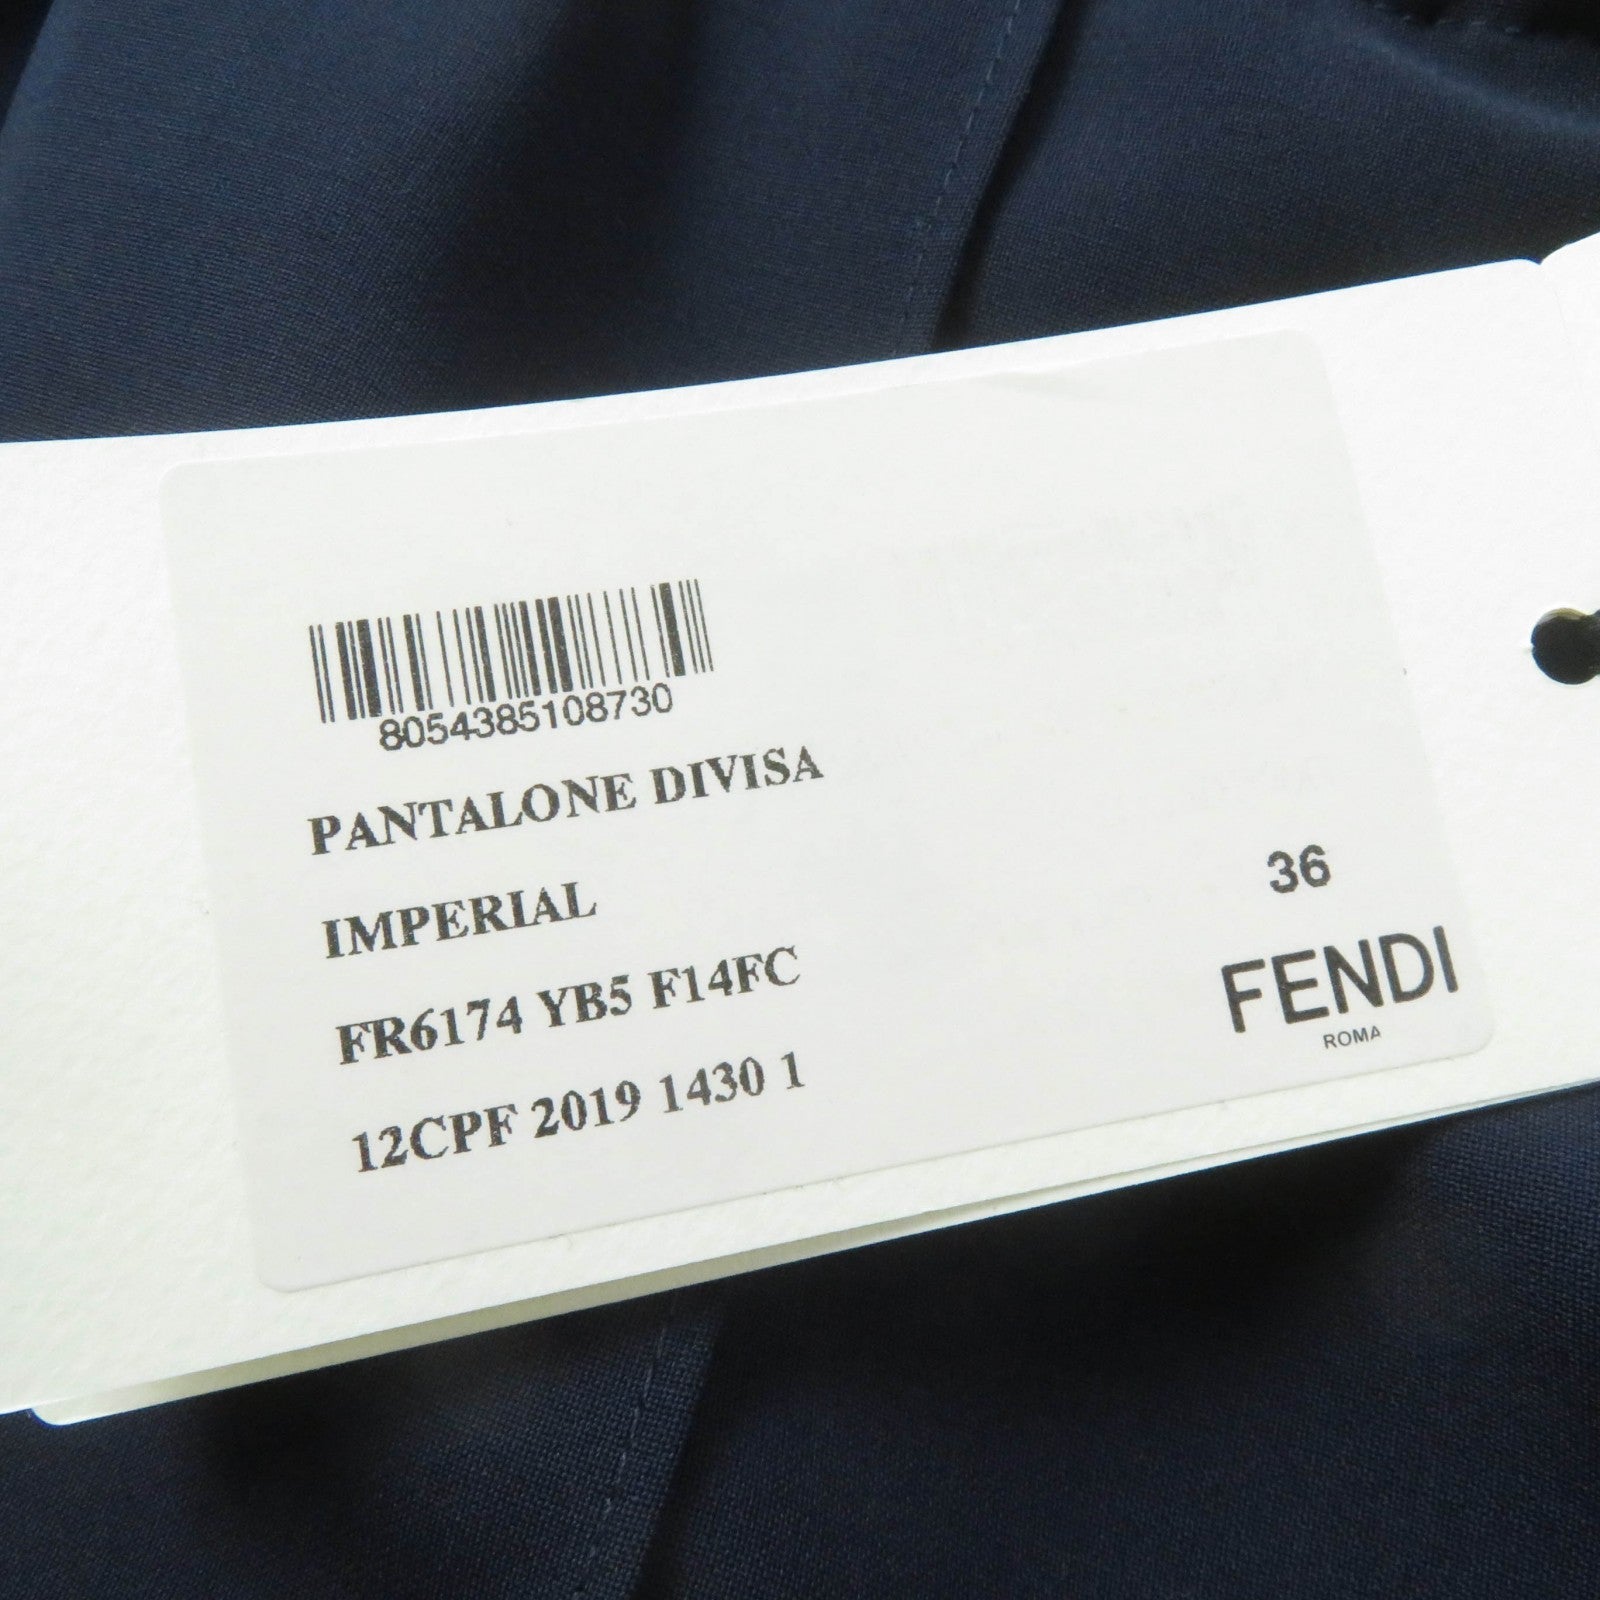 8054385108730
PANTALONE DIVISA
IMPERIAL
FR6174 YB5 F14FC
12CPF 2019 1430 1
36
FENDI
ROMA